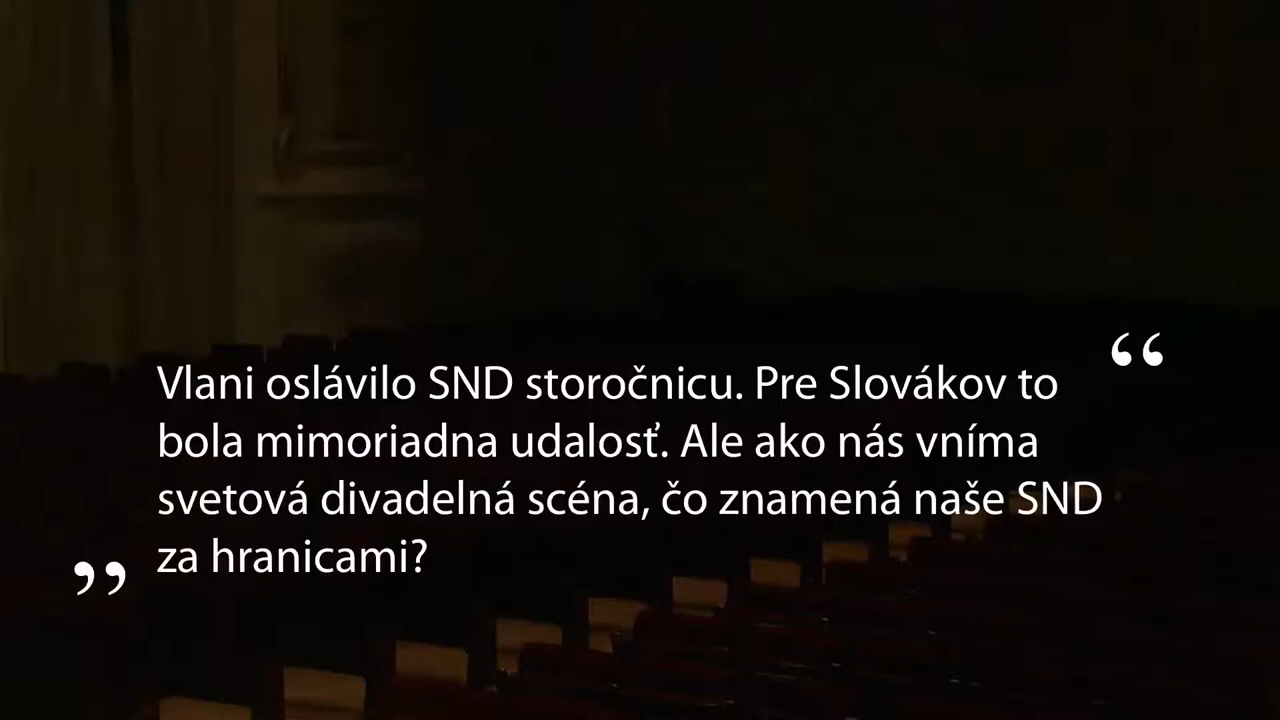 Vlani oslávilo SND storočnicu. Pre Slovákov to
bola mimoriadna udalosť. Ale ako nás vníma
svetová divadelná scéna, čo znamená naše SND
za hranicami?